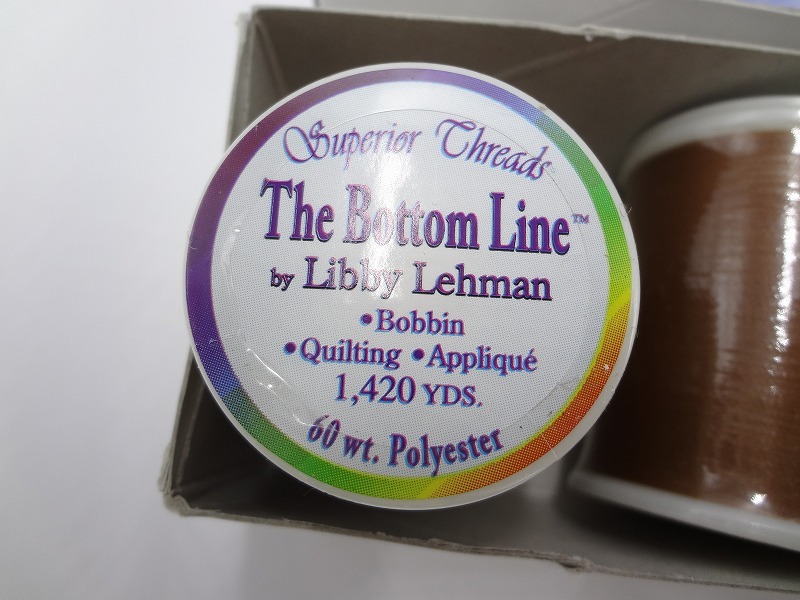 Superior Threads
The Bottom Line™
by Libby Lehman
•Bobbin
•Quilting •Appliqué
1,420 YDS.
60 wt. Polyester